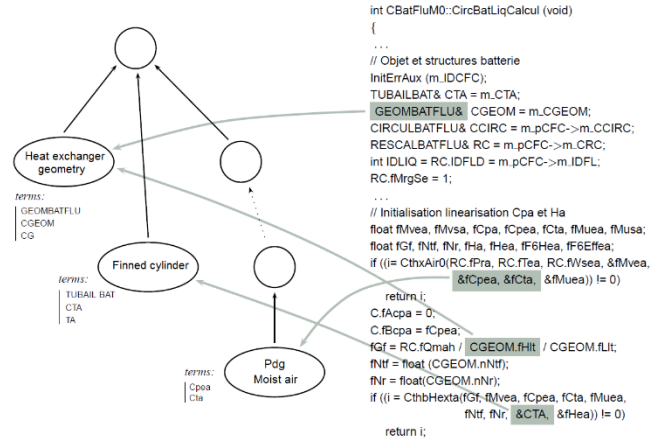 Heat exchanger
geometry
terms:
GEOMBATFLU
CGEOM
CG
Finned cylinder
terms:
TUBAIL BAT
CTA
TA
Pdg
Moist air
terms:
Cpea
Cta
int CBatFluM0::CircBatLiqCalcul (void)
{
...
// Objet et structures batterie
InitErrAux (m_IDCFC);
TUBAILBAT& CTA = m_CTA;
GEOMBATFLU& CGEOM = m_CGEOM;
CIRCULBATFLU& CCIRC = m_pCFC->m_CCIRC;
RESCALBATFLU& RC = m_pCFC->m_CRC;
int IDLIQ = RC.IDFLD = m_pCFC->m_IDFL;
RC.fMrgSe = 1;
...
// Initialisation linearisation Cpa et Ha
float fMvea, fMvsa, fCpa, fCpea, fCta, fMuea, fMusa;
float fGf, fNtf, fNr, fHa, fHea, fF6Hea, fF6Effea;
if ((i= CthxAir0(RC.fPra, RC.fTea, RC.fWsea, &fMvea,
&fCpea, &fCta, &fMuea)) != 0)
return i;
C.fAcpa = 0;
C.fBcpa = fCpea;
fGf = RC.fQmah / CGEOM.fHlt / CGEOM.fLlt;
fNtf = float (CGEOM.nNtf);
fNr = float(CGEOM.nNr);
if ((i = CthbHexta(fGf, fMvea, fCpea, fCta, fMuea,
fNtf, fNr, &CTA, &fHea)) != 0)
return i;